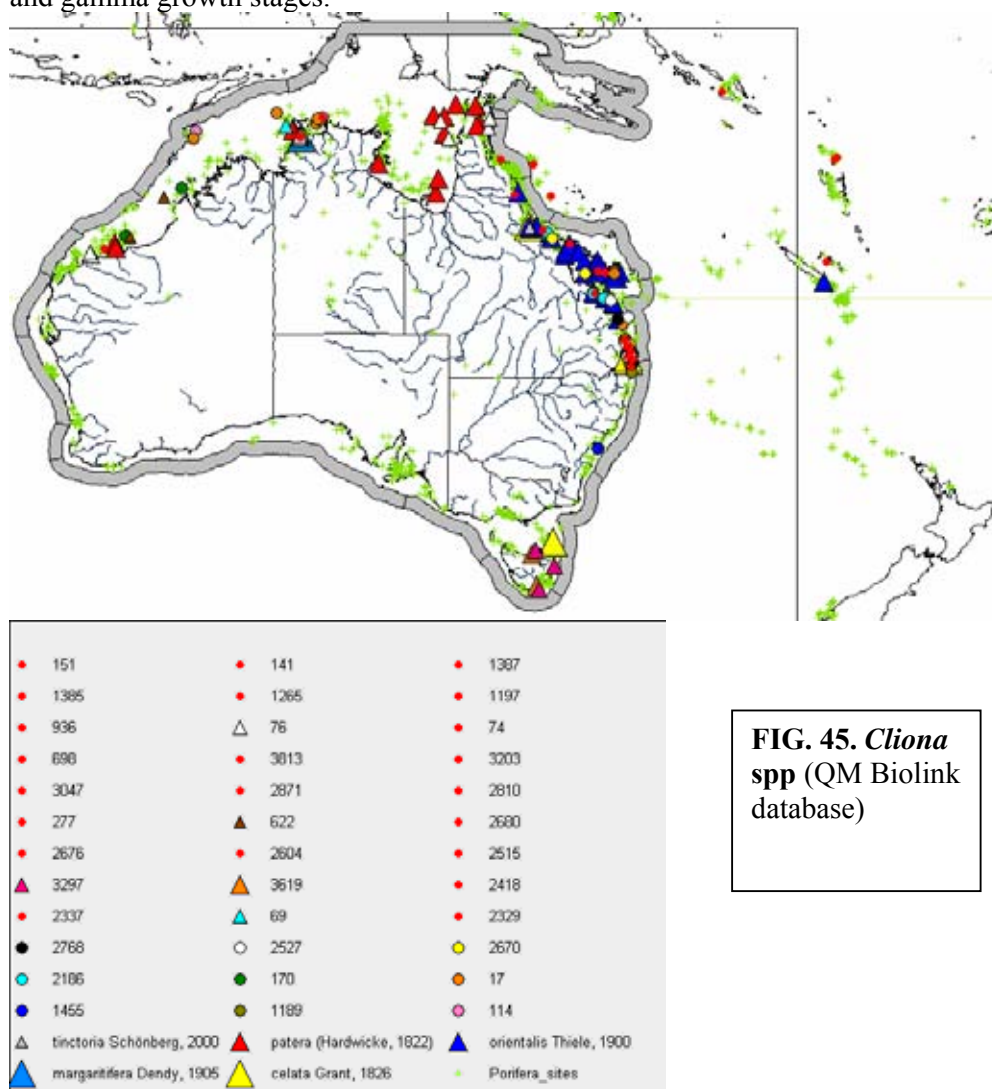 and gamma growth stages.
151 141 1387
1385 1265 1197
936 76 74
698 3813 3203
3047 2871 2810
277 622 2680
2676 2604 2515
3297 3619 2418
2337 69 2329
2768 2527 2670
2186 170 17
1455 1189 114
tinctoria Schönberg, 2000 patera (Hardwicke, 1822) orientalis Thiele, 1900
margaritifera Dendy, 1905 celata Grant, 1826 Porifera_sites
FIG. 45. Cliona
spp (QM Biolink
database)